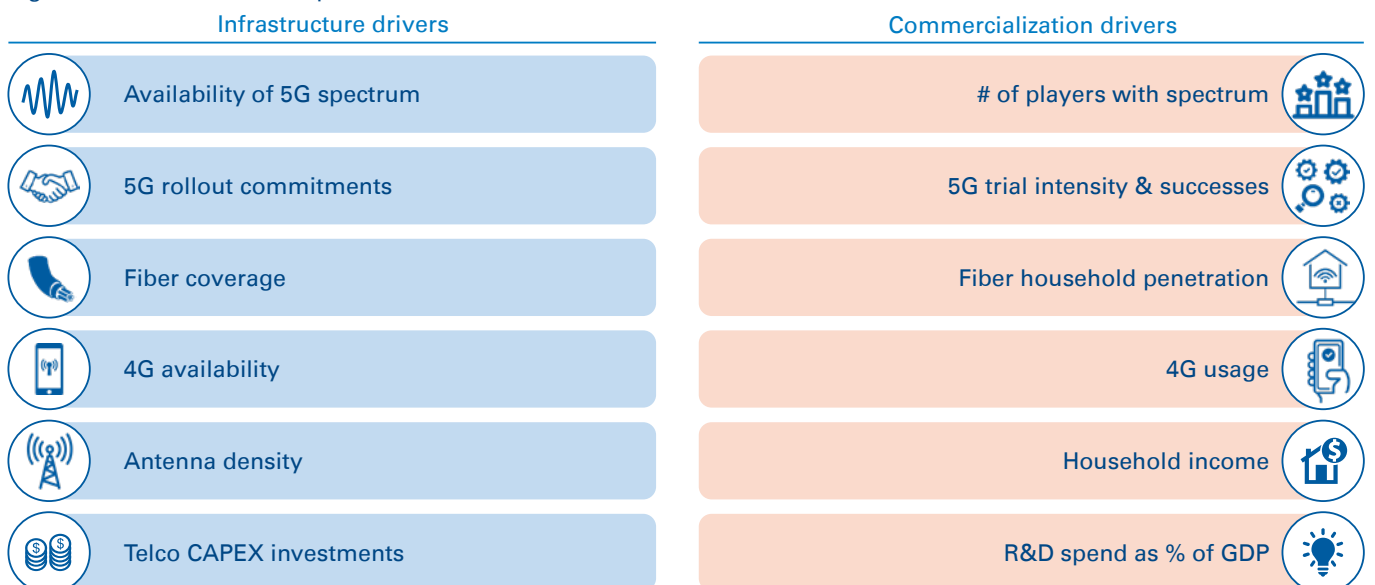 Infrastructure drivers
Availability of 5G spectrum
5G rollout commitments
Fiber coverage
4G availability
Antenna density
Telco CAPEX investments
Commercialization drivers
# of players with spectrum
5G trial intensity & successes
Fiber household penetration
4G usage
Household income
R&D spend as % of GDP